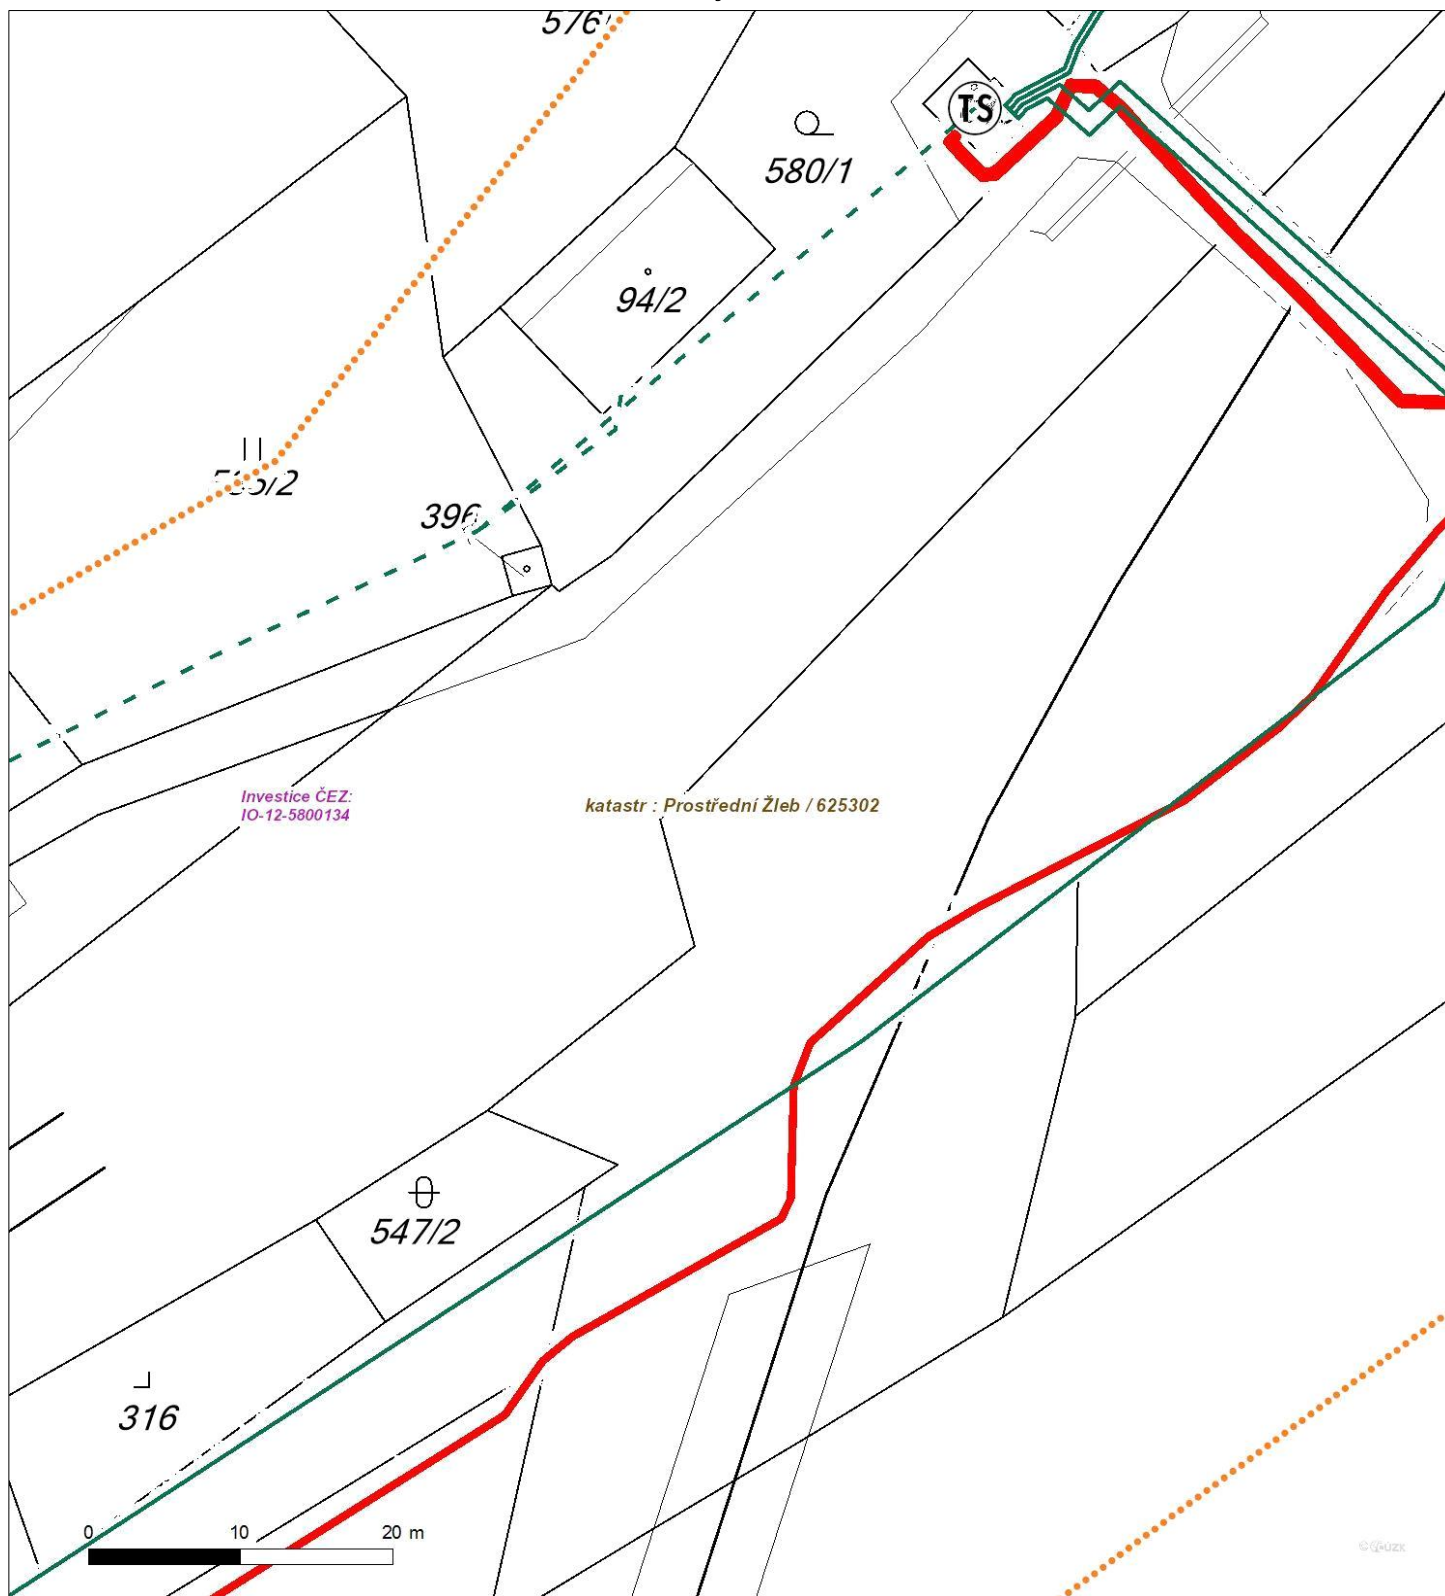 576
TS
580/1
94/2
396
Investice ČEZ:
IO-12-5800134
katastr : Prostřední Žleb / 625302
547/2
316
0 10 20 m